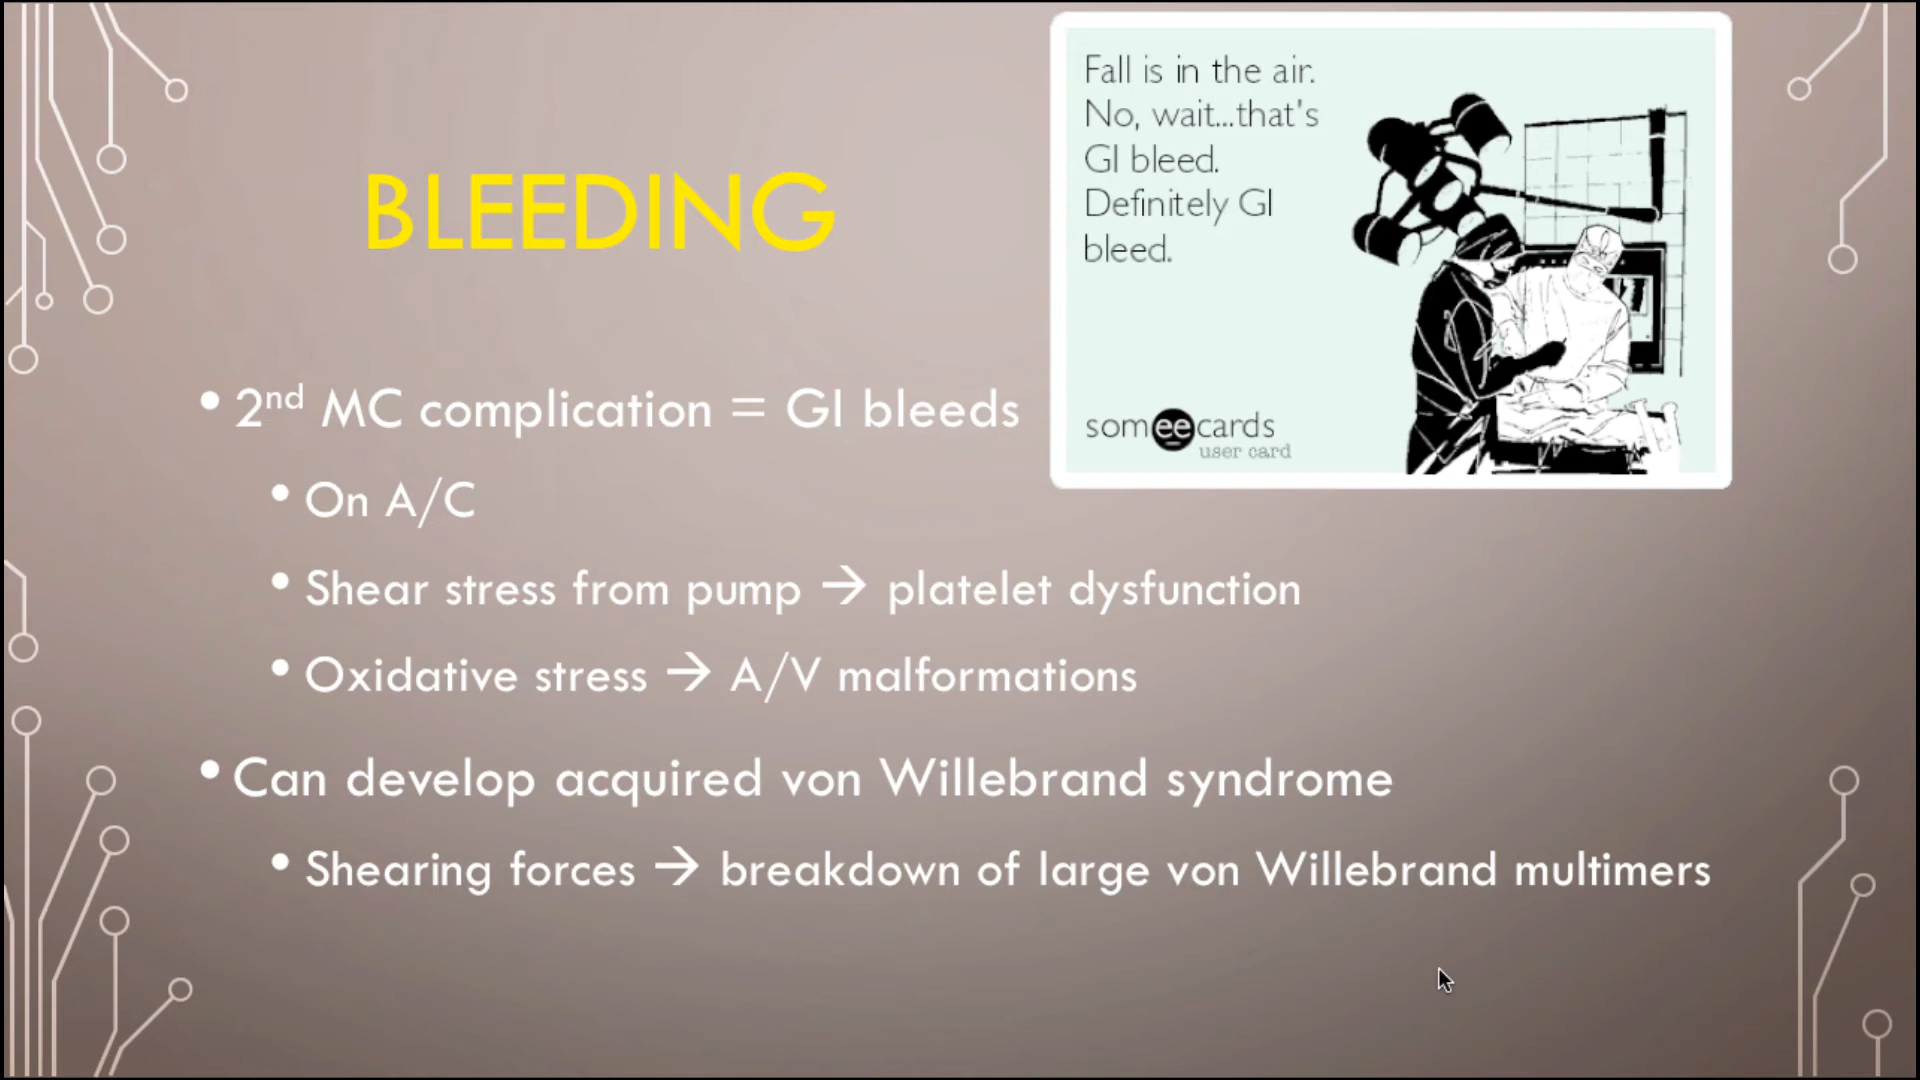 Fall is in the air.
No, wait...that's
GI bleed.
Definitely GI
bleed.
someecards
user card
BLEEDING
• 2nd MC complication = GI bleeds
• On A/C
• Shear stress from pump → platelet dysfunction
• Oxidative stress → A/V malformations
• Can develop acquired von Willebrand syndrome
• Shearing forces → breakdown of large von Willebrand multimers